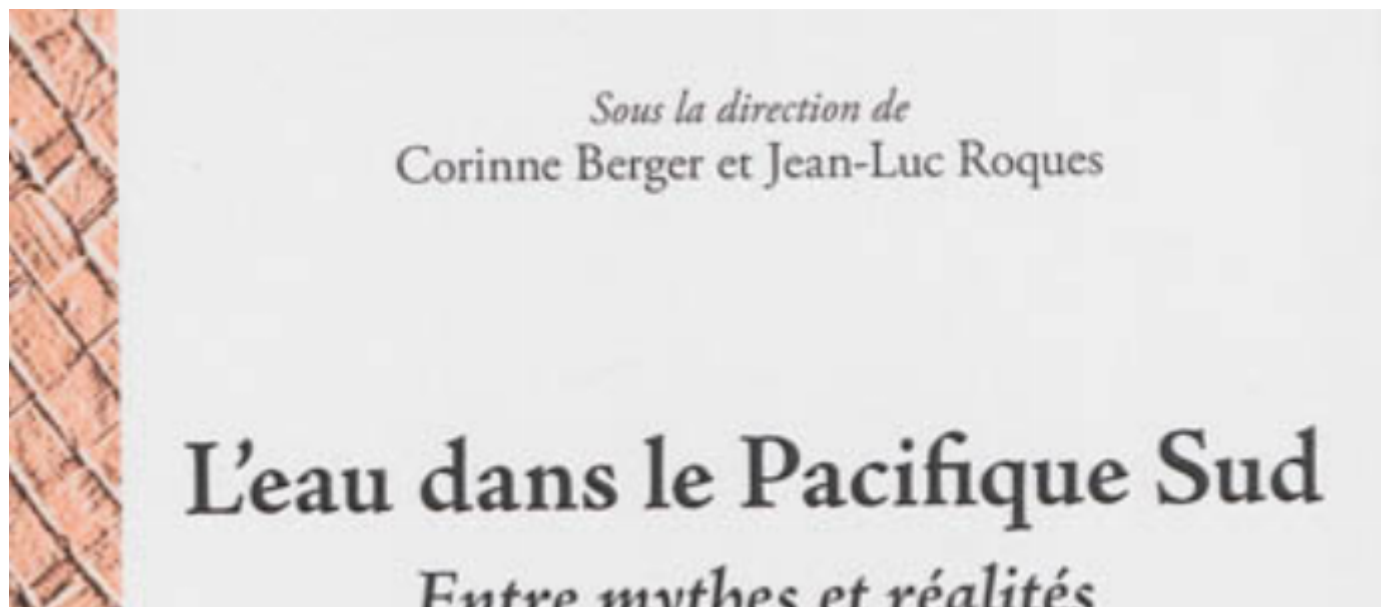 Sous la direction de
Corinne Berger et Jean-Luc Roques
L'eau dans le Pacifique Sud
Entre mythes et réalités